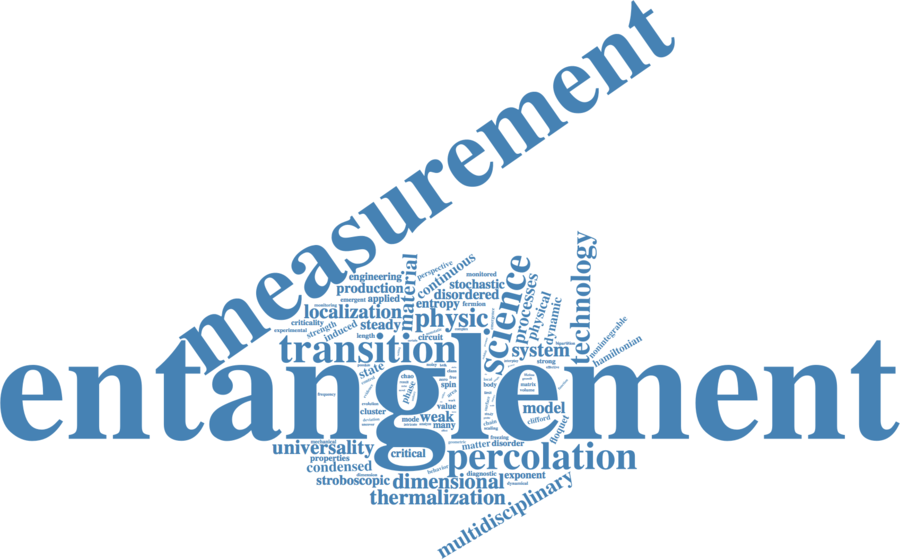 measurement
entanglement
perspective
continuous
monitored
engineering
material
stochastic
production
disordered
emergent
applied
entropy
fermion
science
processes
physical
dynamic
technology
localization
physic
criticality
steady
experimental
strength
induced
length
circuit
transition
system
nonintegrable
hamiltonian
strong
state
chao
phase
spin
body
matrix
volume
frequency
cluster
value
model
mode
weak
many
clifford
floquet
chain
universality
critical
freezing
matter
disorder
percolation
properties
condensed
behavior
diagnostic
exponent
stroboscopic
dimensional
dynamical
thermalization
multidisciplinary